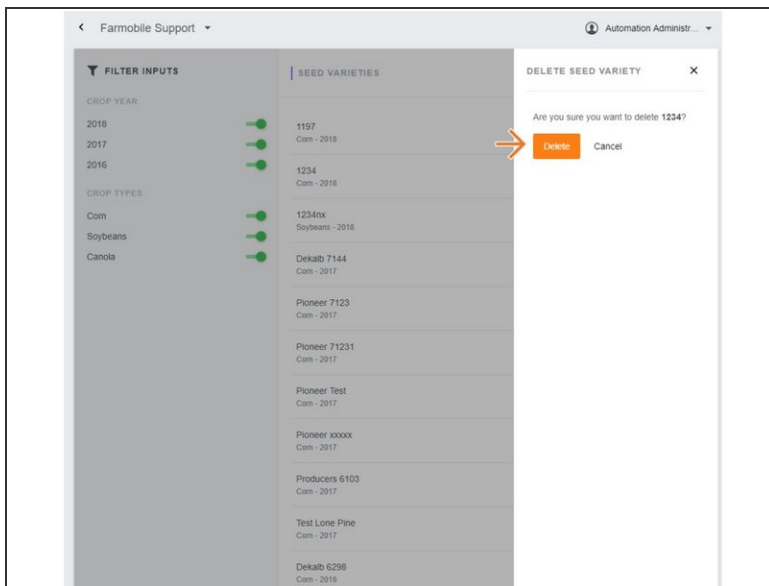 Farmobile Support
Automation Administr...
FILTER INPUTS
CROP YEAR
2018
2017
2016
CROP TYPES
Corn
Soybeans
Canola
SEED VARIETIES
1197
Corn - 2018
1234
Corn - 2018
1234nx
Soybeans - 2018
Dekalb 7144
Corn - 2017
Pioneer 7123
Corn - 2017
Pioneer 71231
Corn - 2017
Pioneer Test
Corn - 2017
Pioneer xxxxx
Corn - 2017
Producers 6103
Corn - 2017
Test Lone Pine
Corn - 2017
Dekalb 6298
Corn - 2016
DELETE SEED VARIETY
Are you sure you want to delete 1234?
Delete Cancel